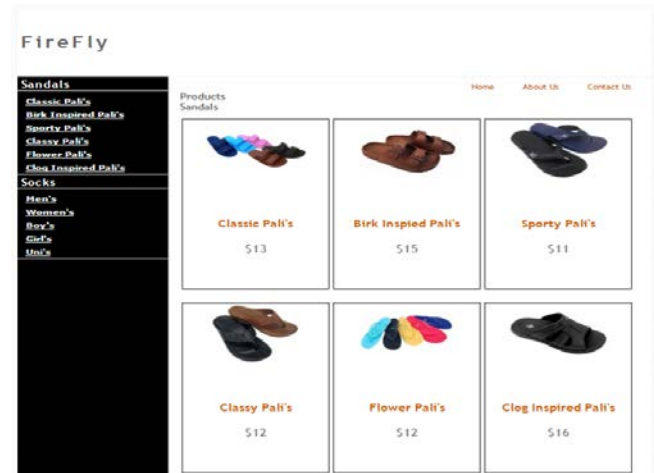 FireFly
Home About Us Contact Us
Sandals
Classic Pali's
Birk Inspired Pali's
Sporty Pali's
Classy Pali's
Flower Pali's
Clog Inspired Pali's
Socks
Men's
Women's
Boy's
Girl's
Uni's
Products
Sandals
Classic Pali's
$13
Birk Inspied Pali's
$15
Sporty Pali's
$11
Classy Pali's
$12
Flower Pali's
$12
Clog Inspired Pali's
$16